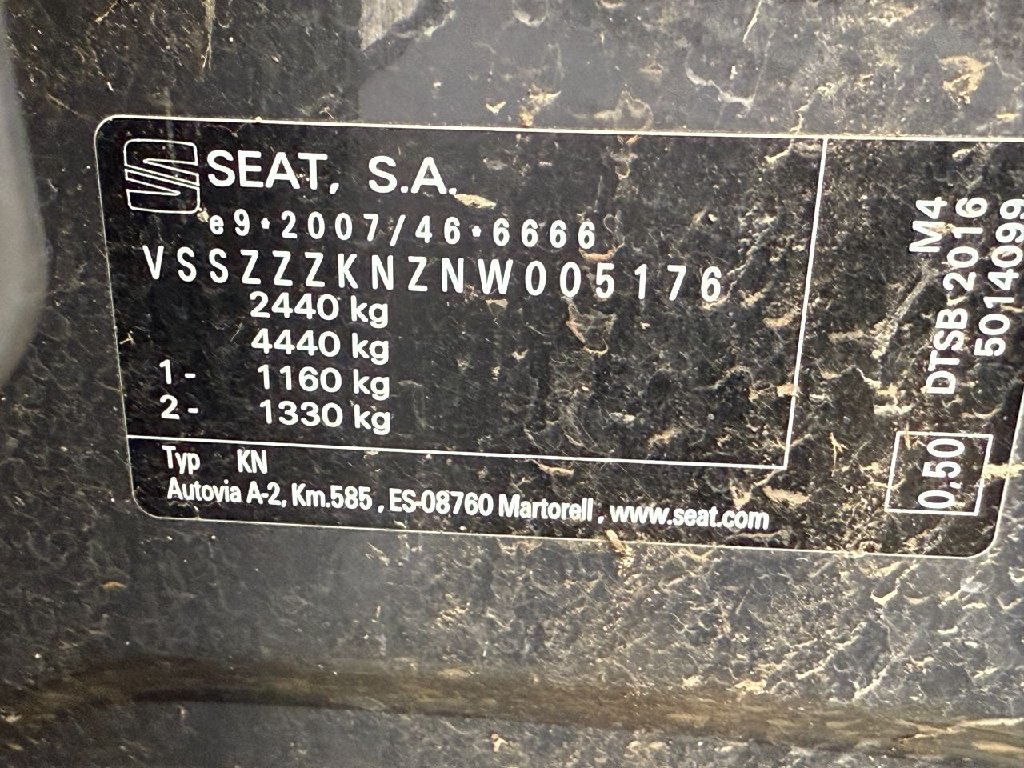 SEAT, S.A.
e9*2007/46*6666
VSSZZZKNZNW005176
2440 kg
4440 kg
1- 1160 kg
2- 1330 kg
Typ KN
Autovia A-2, Km.585, ES-08760 Martorell, www.seat.com
M4
DTSB 2016
5014099
0,50